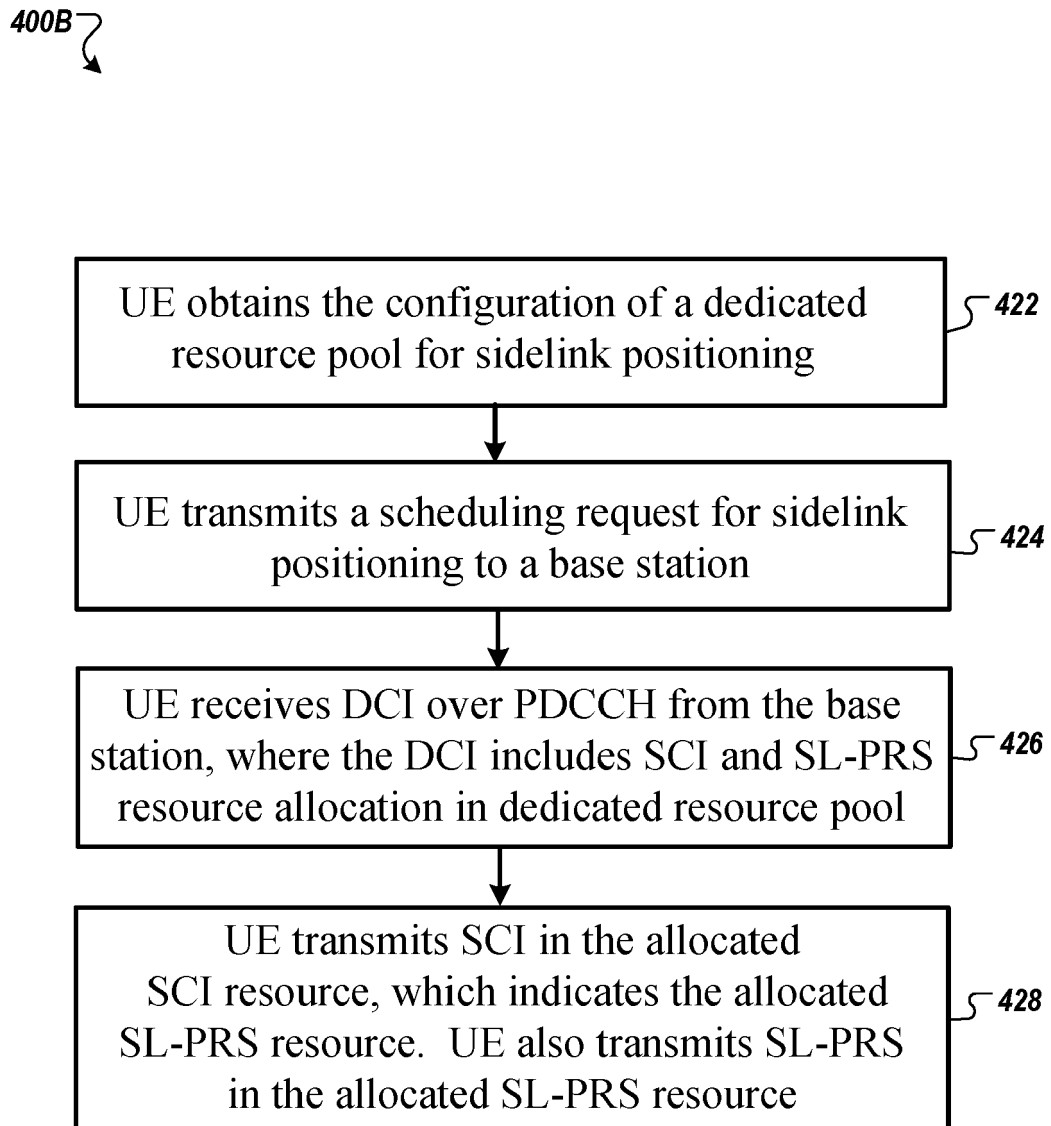 400B
UE obtains the configuration of a dedicated
resource pool for sidelink positioning
422
UE transmits a scheduling request for sidelink
positioning to a base station
424
UE receives DCI over PDCCH from the base
station, where the DCI includes SCI and SL-PRS
resource allocation in dedicated resource pool
426
UE transmits SCI in the allocated
SCI resource, which indicates the allocated
SL-PRS resource.  UE also transmits SL-PRS
in the allocated SL-PRS resource
428